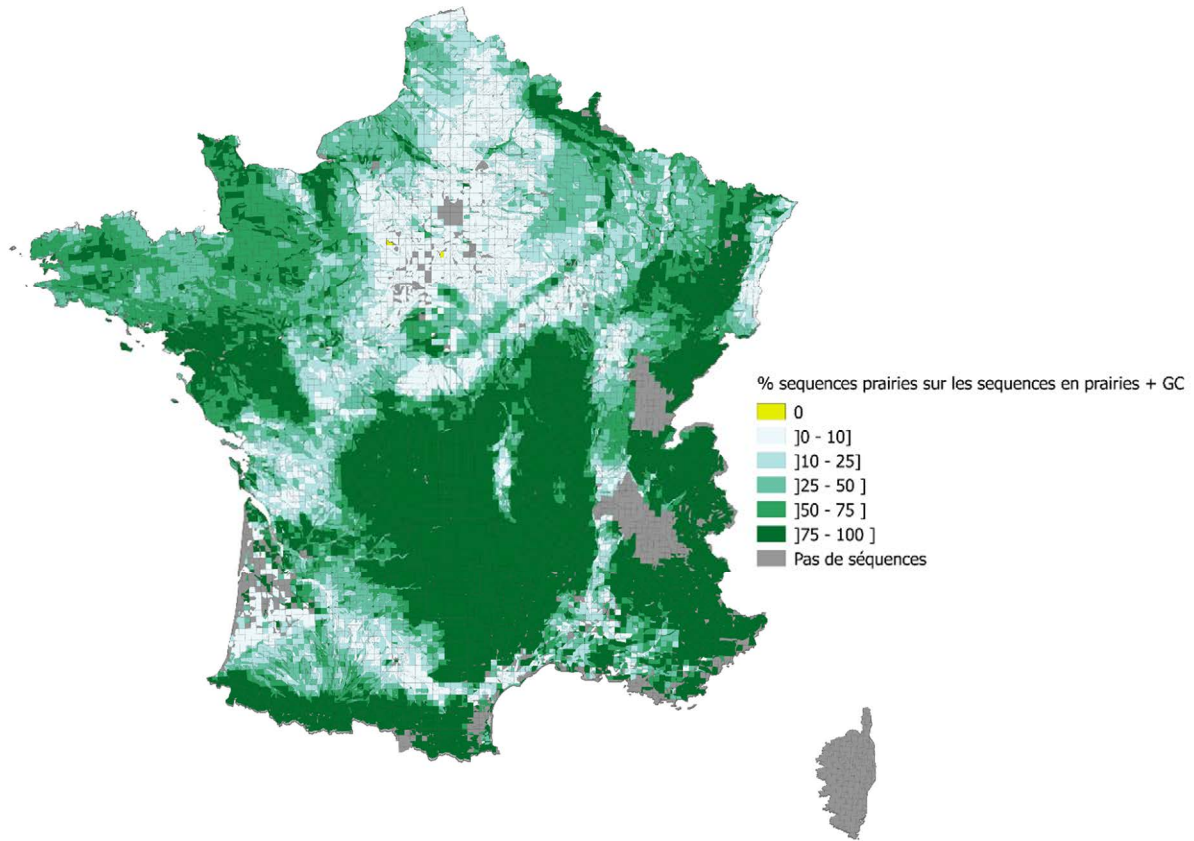 % sequences prairies sur les sequences en prairies + GC
0
]0 - 10]
]10 - 25]
]25 - 50 ]
]50 - 75 ]
]75 - 100 ]
Pas de séquences